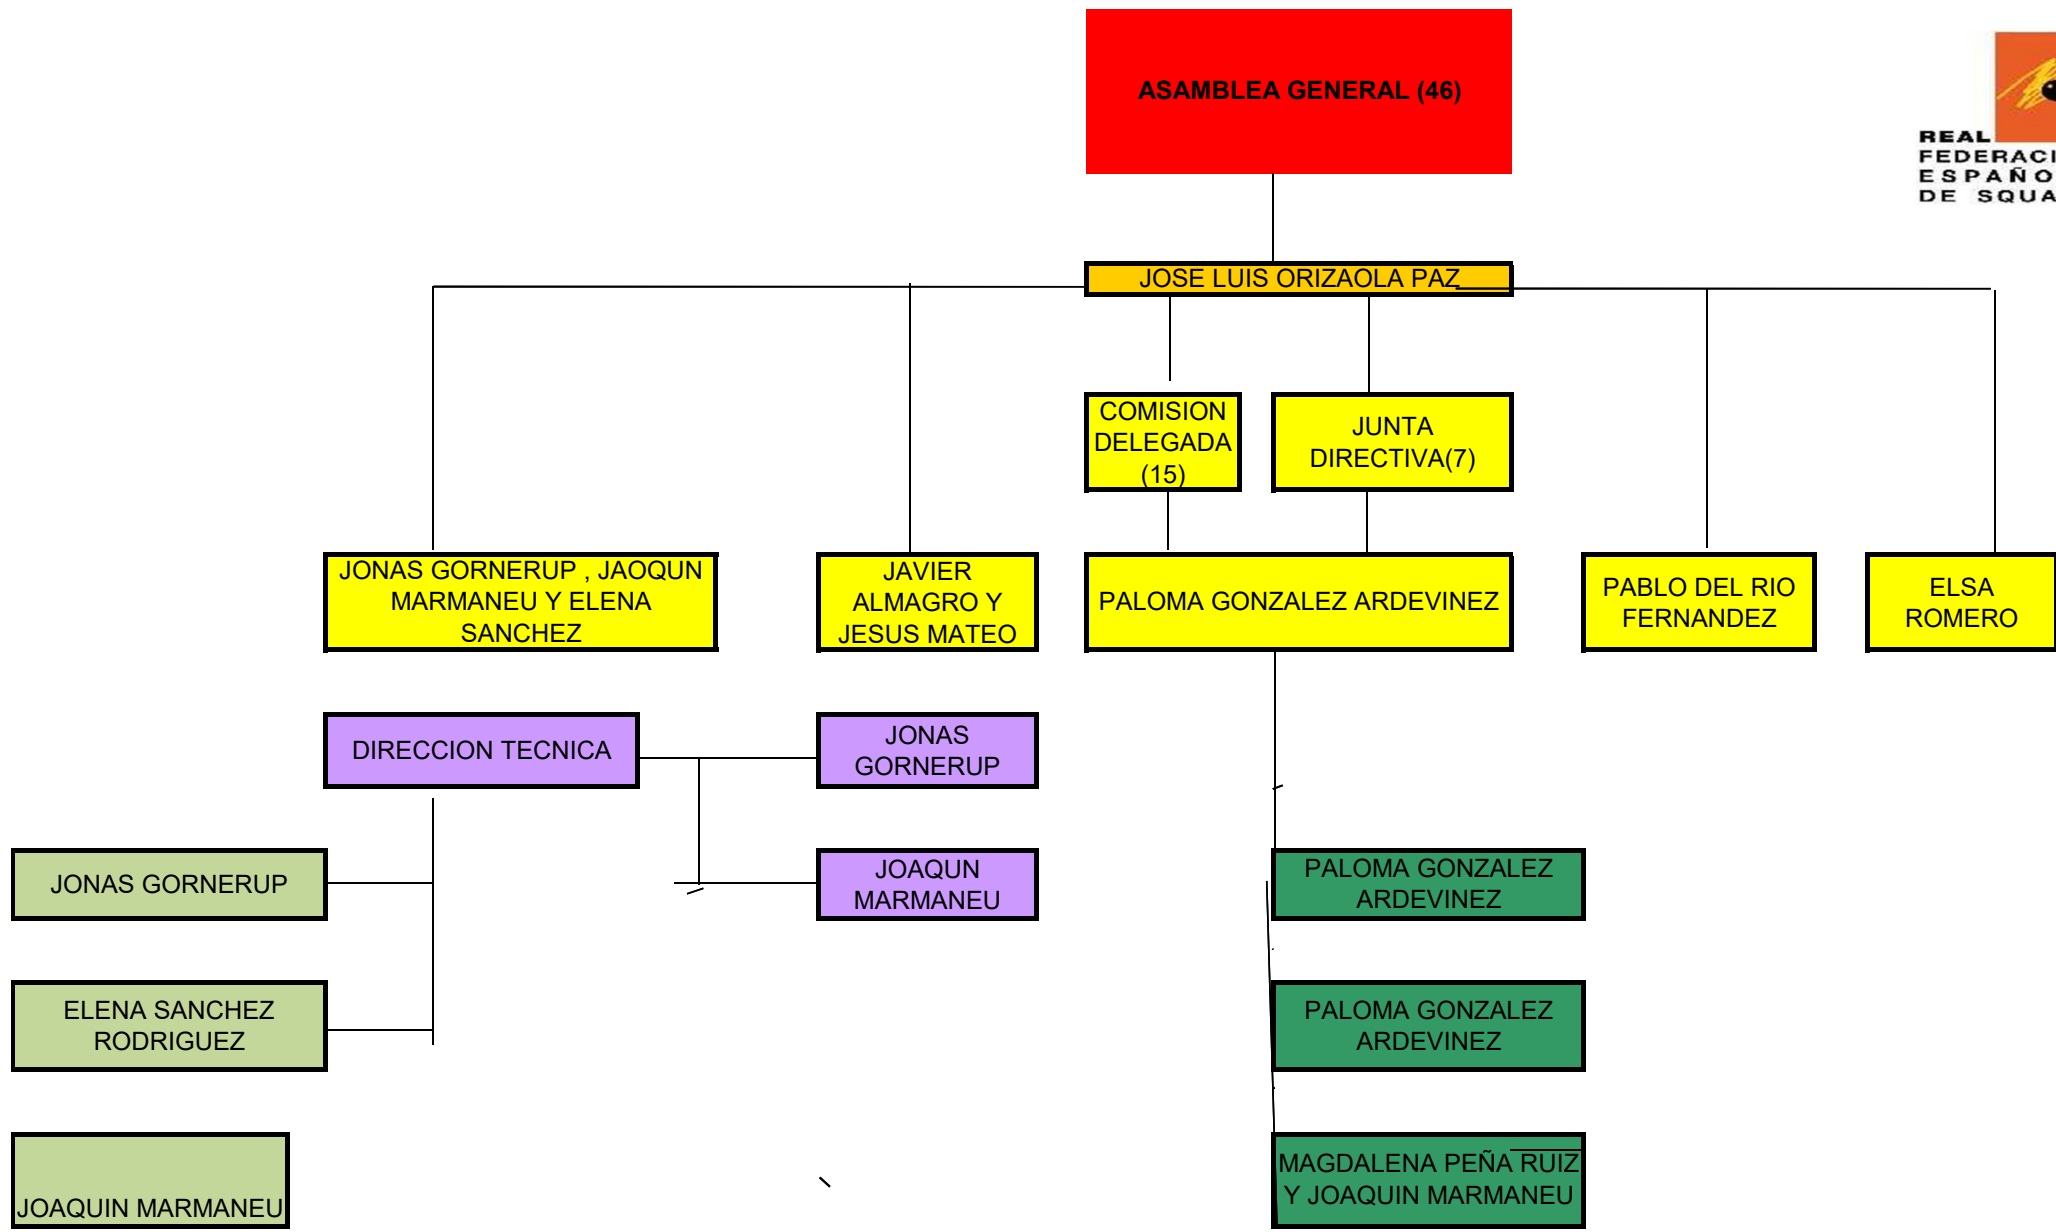 ASAMBLEA GENERAL (46)
REAL
FEDERACI
ESPAÑO
DE SQUA
JOSE LUIS ORIZAOLA PAZ
COMISION
DELEGADA
(15)
JUNTA
DIRECTIVA(7)
JONAS GORNERUP , JAOQUN
MARMANEU Y ELENA
SANCHEZ
JAVIER
ALMAGRO Y
JESUS MATEO
PALOMA GONZALEZ ARDEVINEZ
PABLO DEL RIO
FERNANDEZ
ELSA
ROMERO
DIRECCION TECNICA
JONAS
GORNERUP
JONAS GORNERUP
JOAQUN
MARMANEU
PALOMA GONZALEZ
ARDEVINEZ
ELENA SANCHEZ
RODRIGUEZ
PALOMA GONZALEZ
ARDEVINEZ
JOAQUIN MARMANEU
MAGDALENA PEÑA RUIZ
Y JOAQUIN MARMANEU